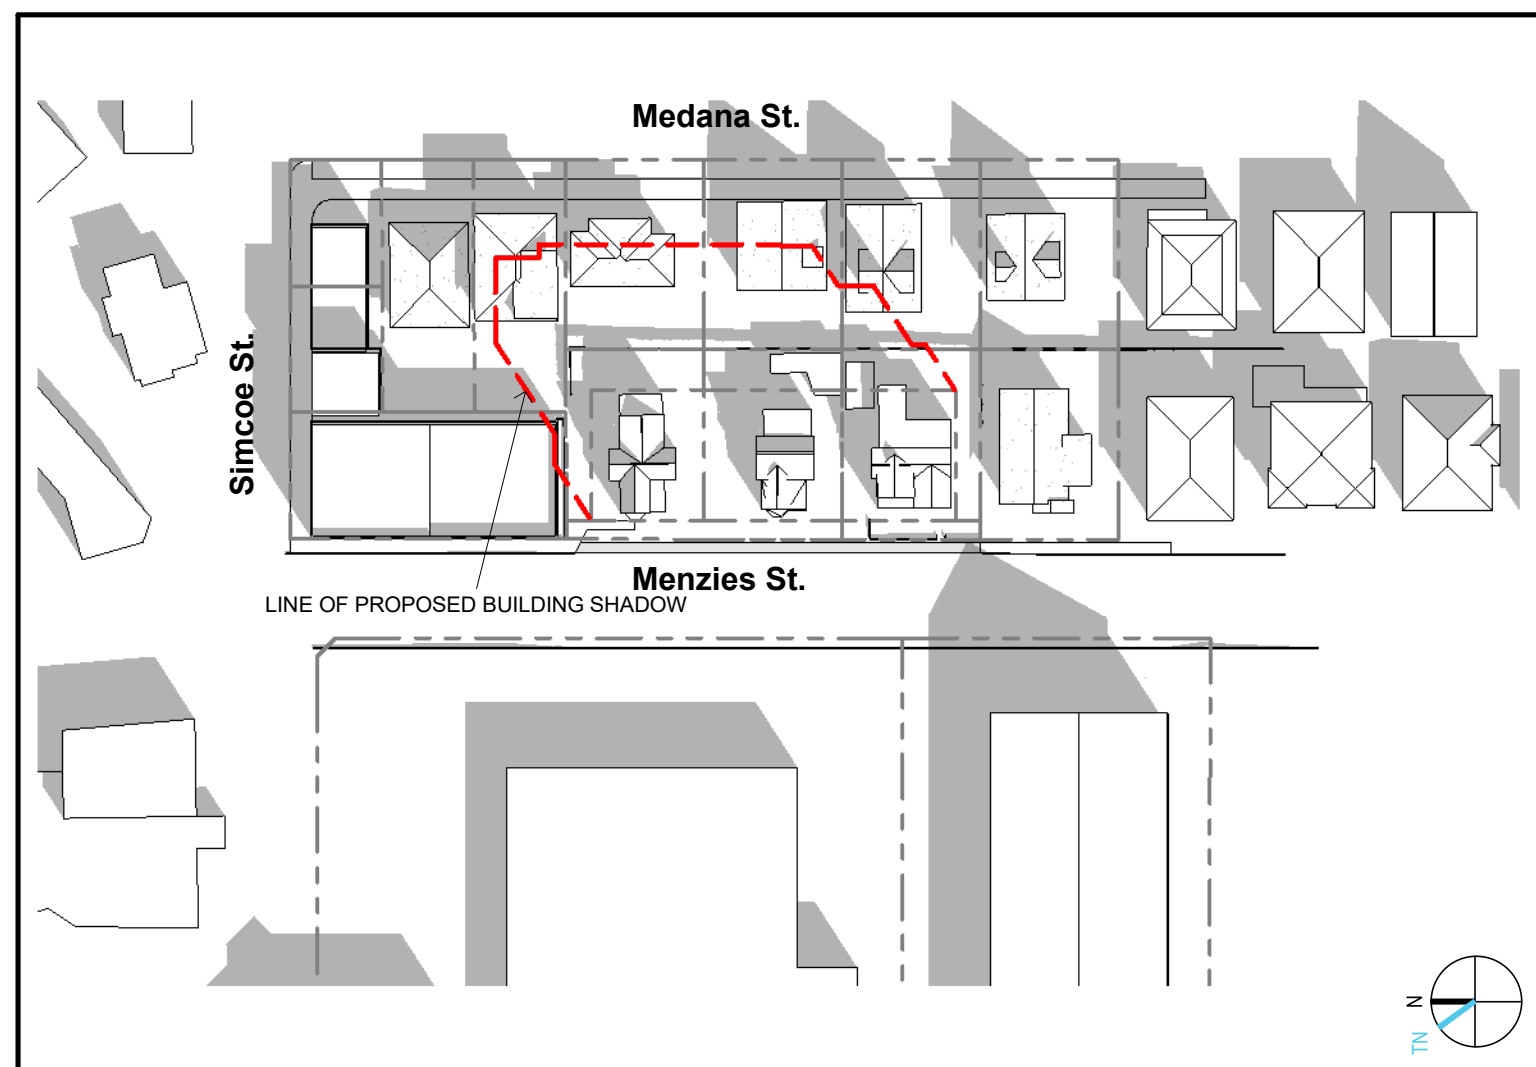 Medana St.
Simcoe St.
Menzies St.
LINE OF PROPOSED BUILDING SHADOW
N
TN